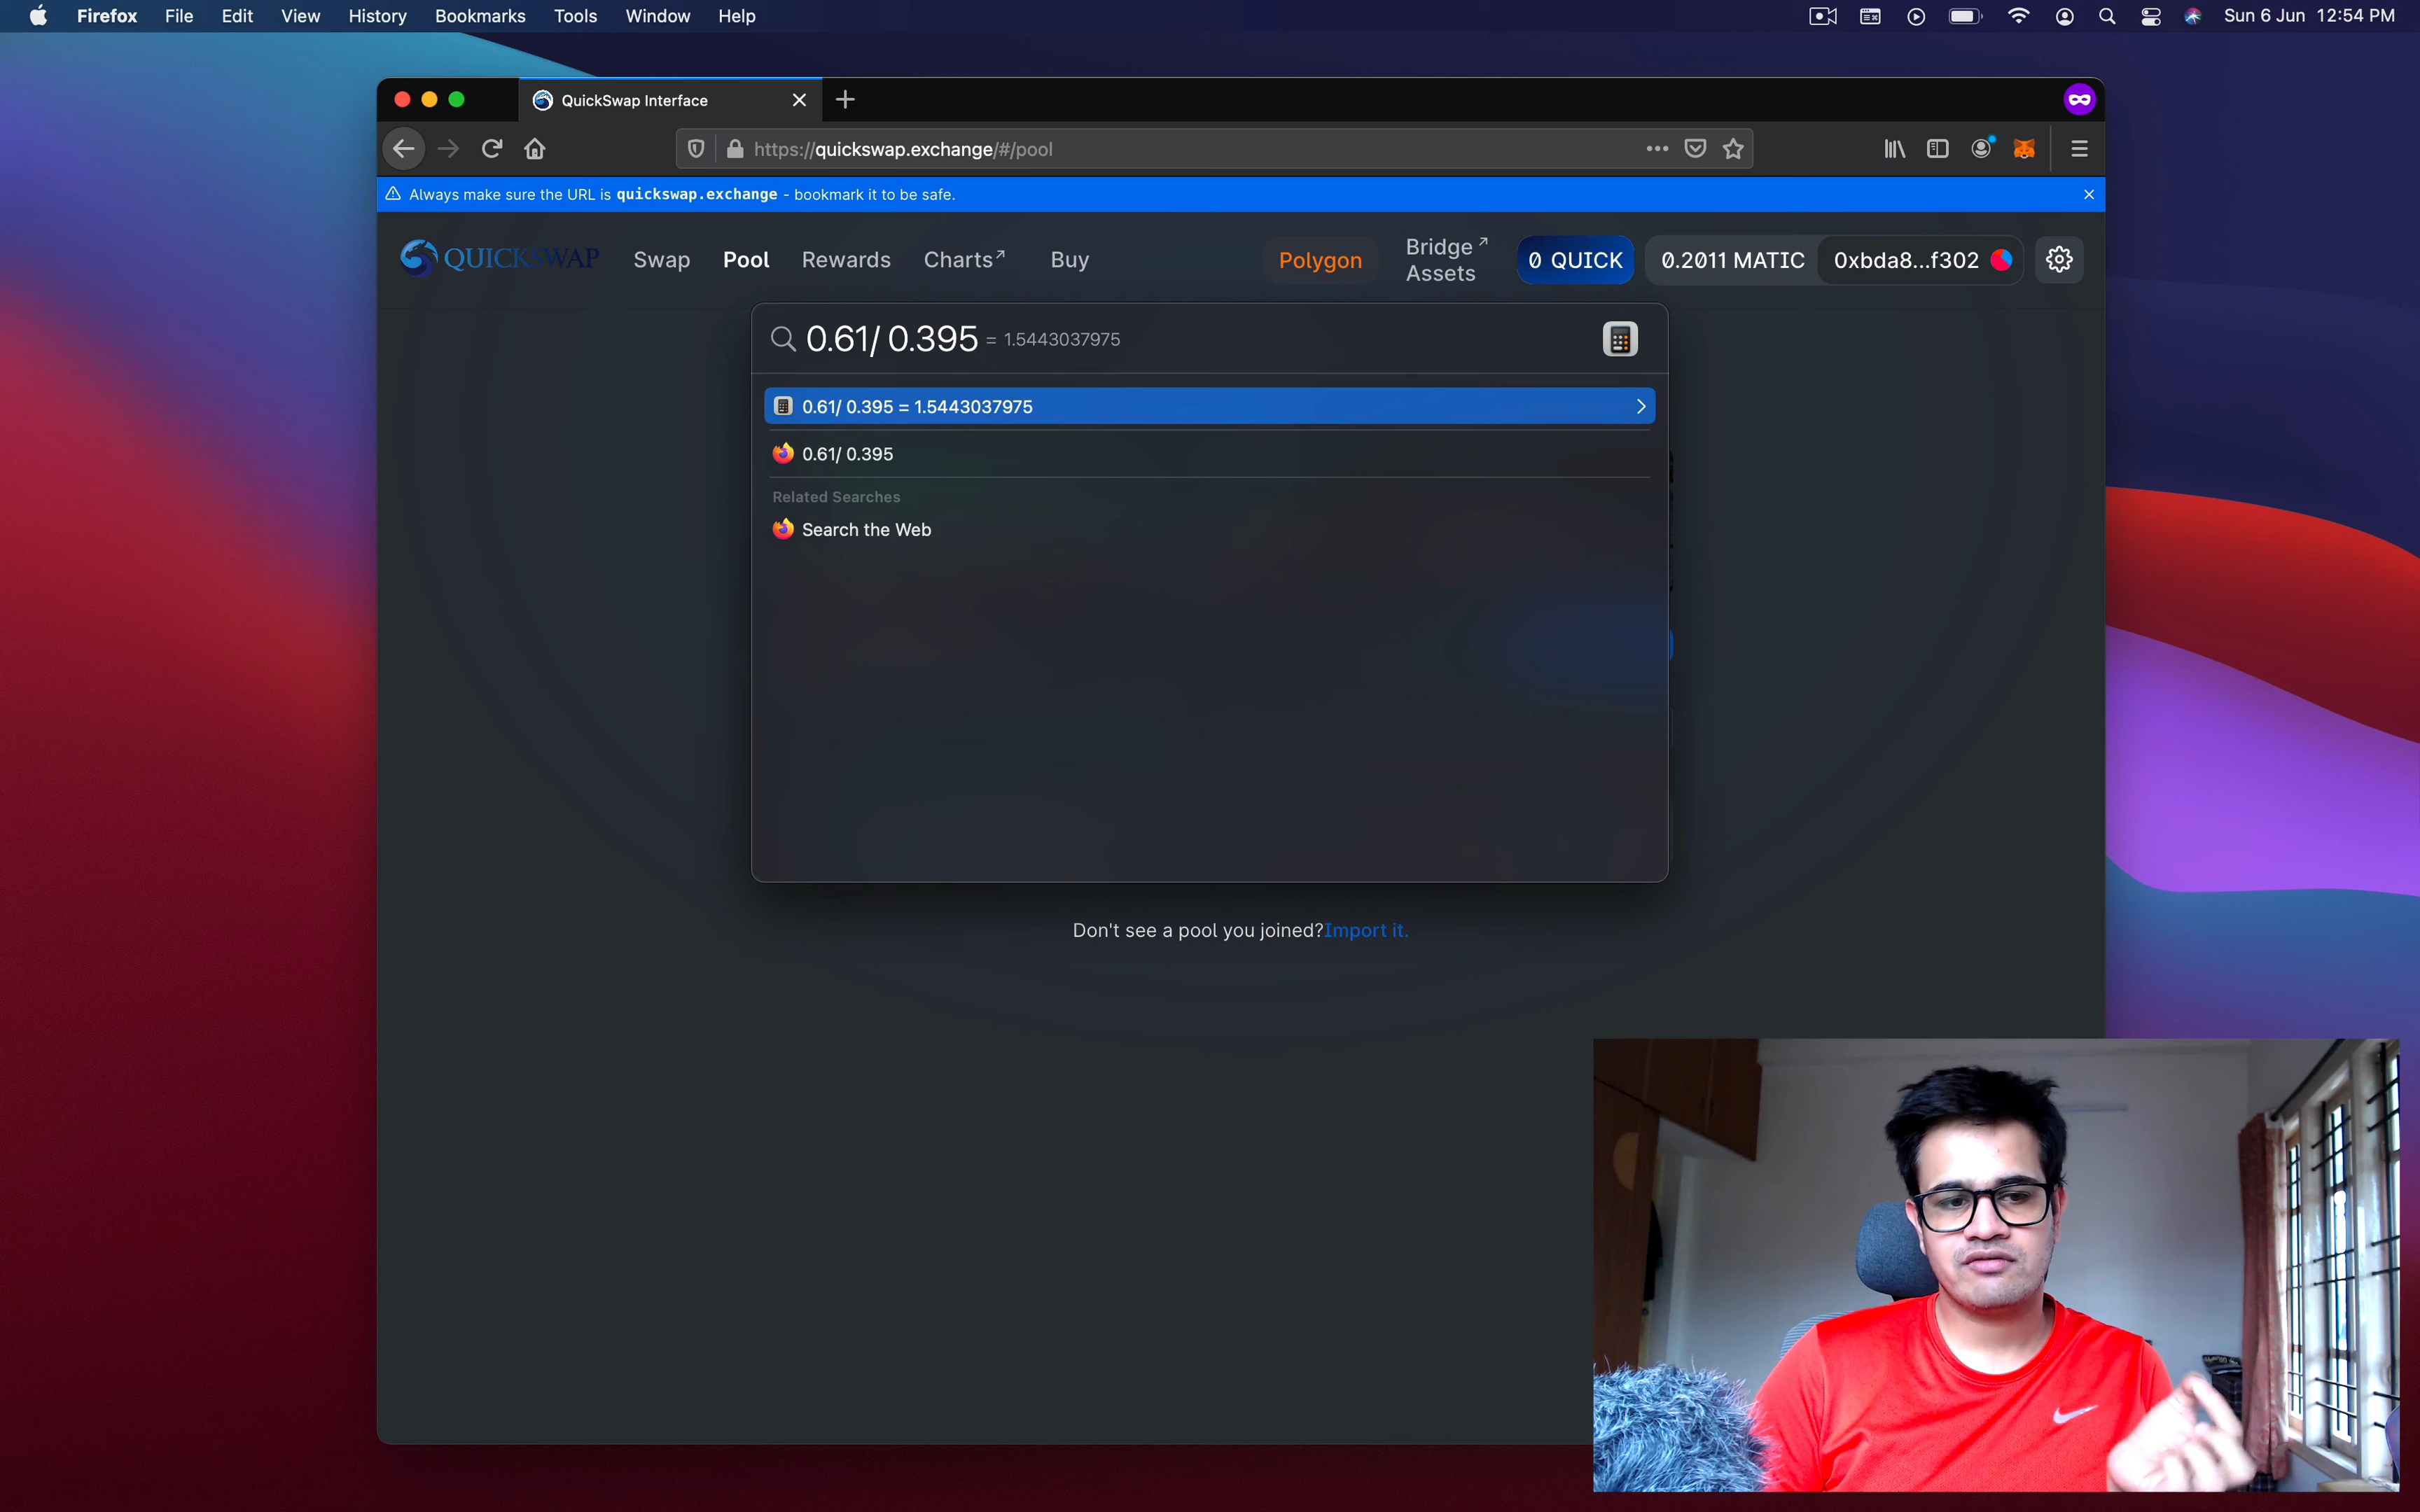 Firefox File Edit View History Bookmarks Tools Window Help Sun 6 Jun 12:54 PM
QuickSwap Interface
https://quickswap.exchange/#/pool
Always make sure the URL is quickswap.exchange - bookmark it to be safe.
QUICKSWAP Swap Pool Rewards Charts↗ Buy Polygon Bridge↗ Assets 0 QUICK 0.2011 MATIC 0xbda8...f302
0.61/ 0.395 = 1.5443037975
0.61/ 0.395 = 1.5443037975
0.61/ 0.395
Related Searches
Search the Web
Don't see a pool you joined?Import it.